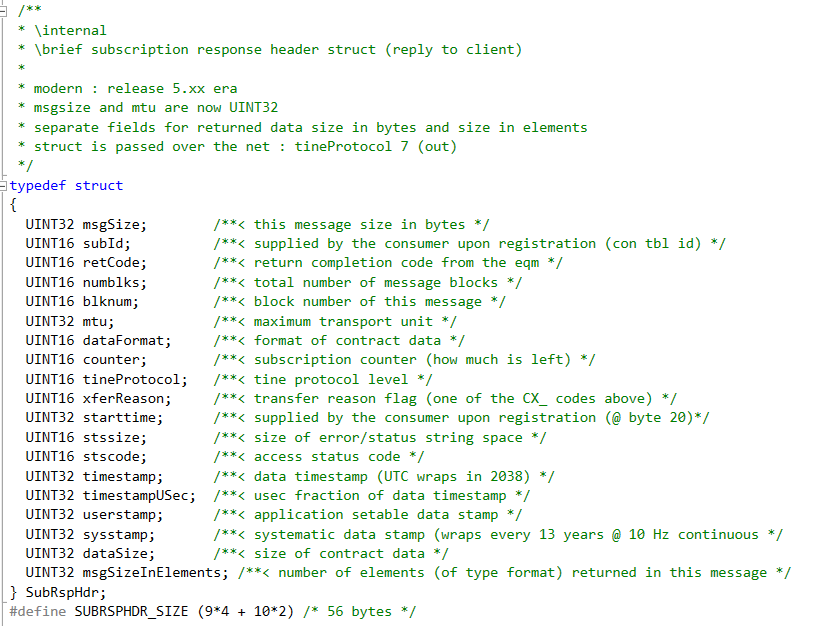 /**
* \internal
* \brief subscription response header struct (reply to client)
*
* modern : release 5.xx era
* msgsize and mtu are now UINT32
* separate fields for returned data size in bytes and size in elements
* struct is passed over the net : tineProtocol 7 (out)
*/
typedef struct
{
UINT32 msgSize; /**< this message size in bytes */
UINT16 subId; /**< supplied by the consumer upon registration (con tbl id) */
UINT16 retCode; /**< return completion code from the eqm */
UINT16 numblks; /**< total number of message blocks */
UINT16 blknum; /**< block number of this message */
UINT32 mtu; /**< maximum transport unit */
UINT16 dataFormat; /**< format of contract data */
UINT16 counter; /**< subscription counter (how much is left) */
UINT16 tineProtocol; /**< tine protocol level */
UINT16 xferReason; /**< transfer reason flag (one of the CX_ codes above) */
UINT32 starttime; /**< supplied by the consumer upon registration (@ byte 20)*/
UINT16 stssize; /**< size of error/status string space */
UINT16 stscode; /**< access status code */
UINT32 timestamp; /**< data timestamp (UTC wraps in 2038) */
UINT32 timestampUSec; /**< usec fraction of data timestamp */
UINT32 userstamp; /**< application setable data stamp */
UINT32 sysstamp; /**< systematic data stamp (wraps every 13 years @ 10 Hz continuous */
UINT32 dataSize; /**< size of contract data */
UINT32 msgSizeInElements; /**< number of elements (of type format) returned in this message */
} SubRspHdr;
#define SUBRSPHDR_SIZE (9*4 + 10*2) /* 56 bytes */